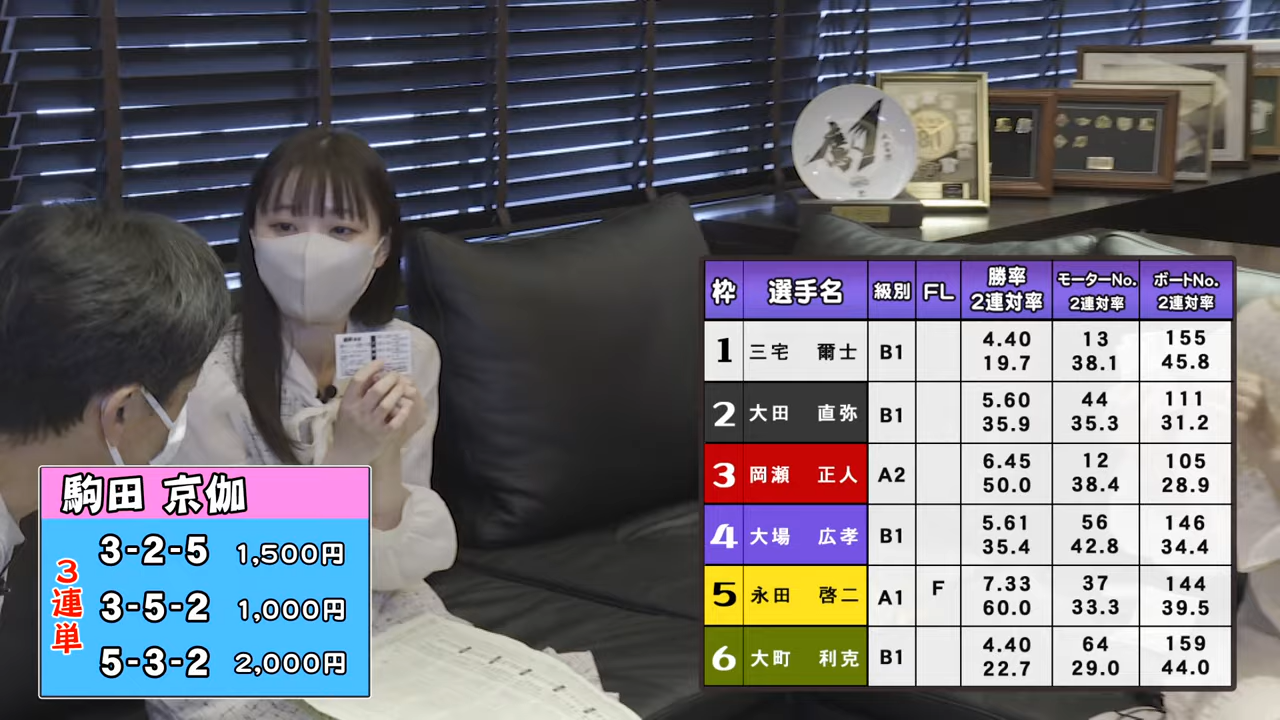 駒田 京伽
3連単
3-2-5 1,500円
3-5-2 1,000円
5-3-2 2,000円
枠 選手名 級別 FL 勝率 2連対率 モーターNo. 2連対率 ボートNo. 2連対率
1 三宅 爾士 B1 4.40 19.7 13 38.1 155 45.8
2 大田 直弥 B1 5.60 35.9 44 35.3 111 31.2
3 岡瀬 正人 A2 6.45 50.0 12 38.4 105 28.9
4 大場 広孝 B1 5.61 35.4 56 42.8 146 34.4
5 永田 啓二 A1 F 7.33 60.0 37 33.3 144 39.5
6 大町 利克 B1 4.40 22.7 64 29.0 159 44.0